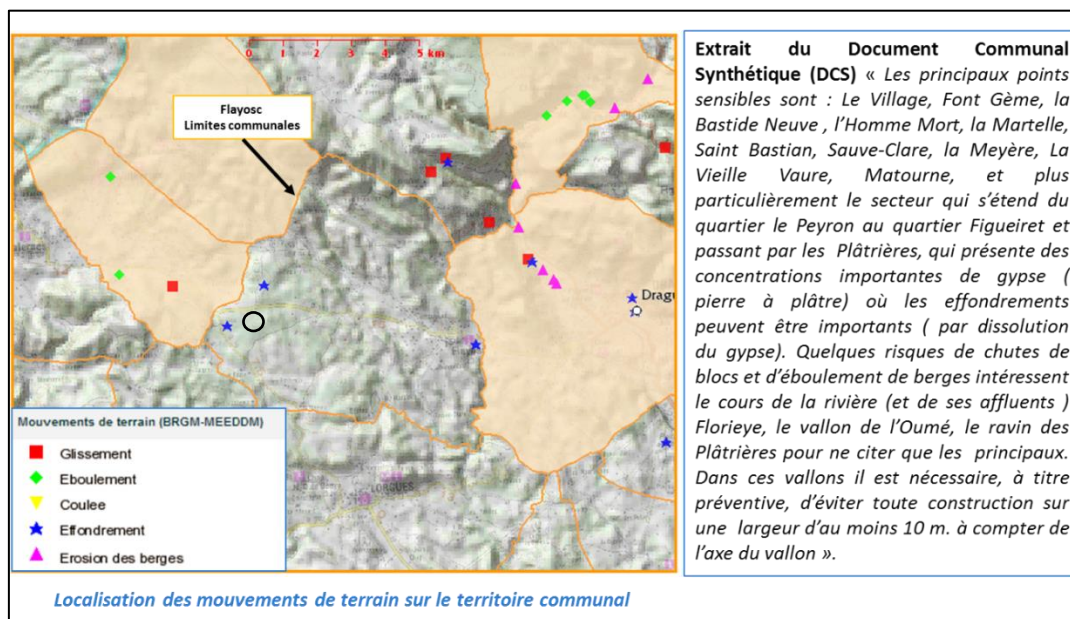 0 1 2 3 4 5 km
Flayosc
Limites communales
Dragu
LORGUES
Mouvements de terrain (BRGM-MEEDDM)
Glissement
Eboulement
Coulee
Effondrement
Erosion des berges
Localisation des mouvements de terrain sur le territoire communal
Extrait du Document Communal
Synthétique (DCS) « Les principaux points
sensibles sont : Le Village, Font Gème, la
Bastide Neuve , l’Homme Mort, la Martelle,
Saint Bastian, Sauve-Clare, la Meyère, La
Vieille Vaure, Matourne, et plus
particulièrement le secteur qui s’étend du
quartier le Peyron au quartier Figueiret et
passant par les Plâtrières, qui présente des
concentrations importantes de gypse (
pierre à plâtre) où les effondrements
peuvent être importants ( par dissolution
du gypse). Quelques risques de chutes de
blocs et d’éboulement de berges intéressent
le cours de la rivière (et de ses affluents )
Florieye, le vallon de l’Oumé, le ravin des
Plâtrières pour ne citer que les principaux.
Dans ces vallons il est nécessaire, à titre
préventive, d’éviter toute construction sur
une largeur d’au moins 10 m. à compter de
l’axe du vallon ».